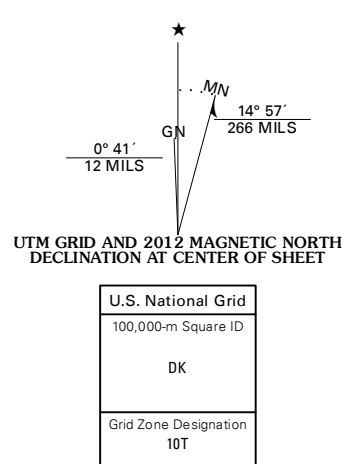 ★
MN
GN
0° 41´
12 MILS
14° 57´
266 MILS
UTM GRID AND 2012 MAGNETIC NORTH
DECLINATION AT CENTER OF SHEET
U.S. National Grid
100,000-m Square ID
DK
Grid Zone Designation
10T